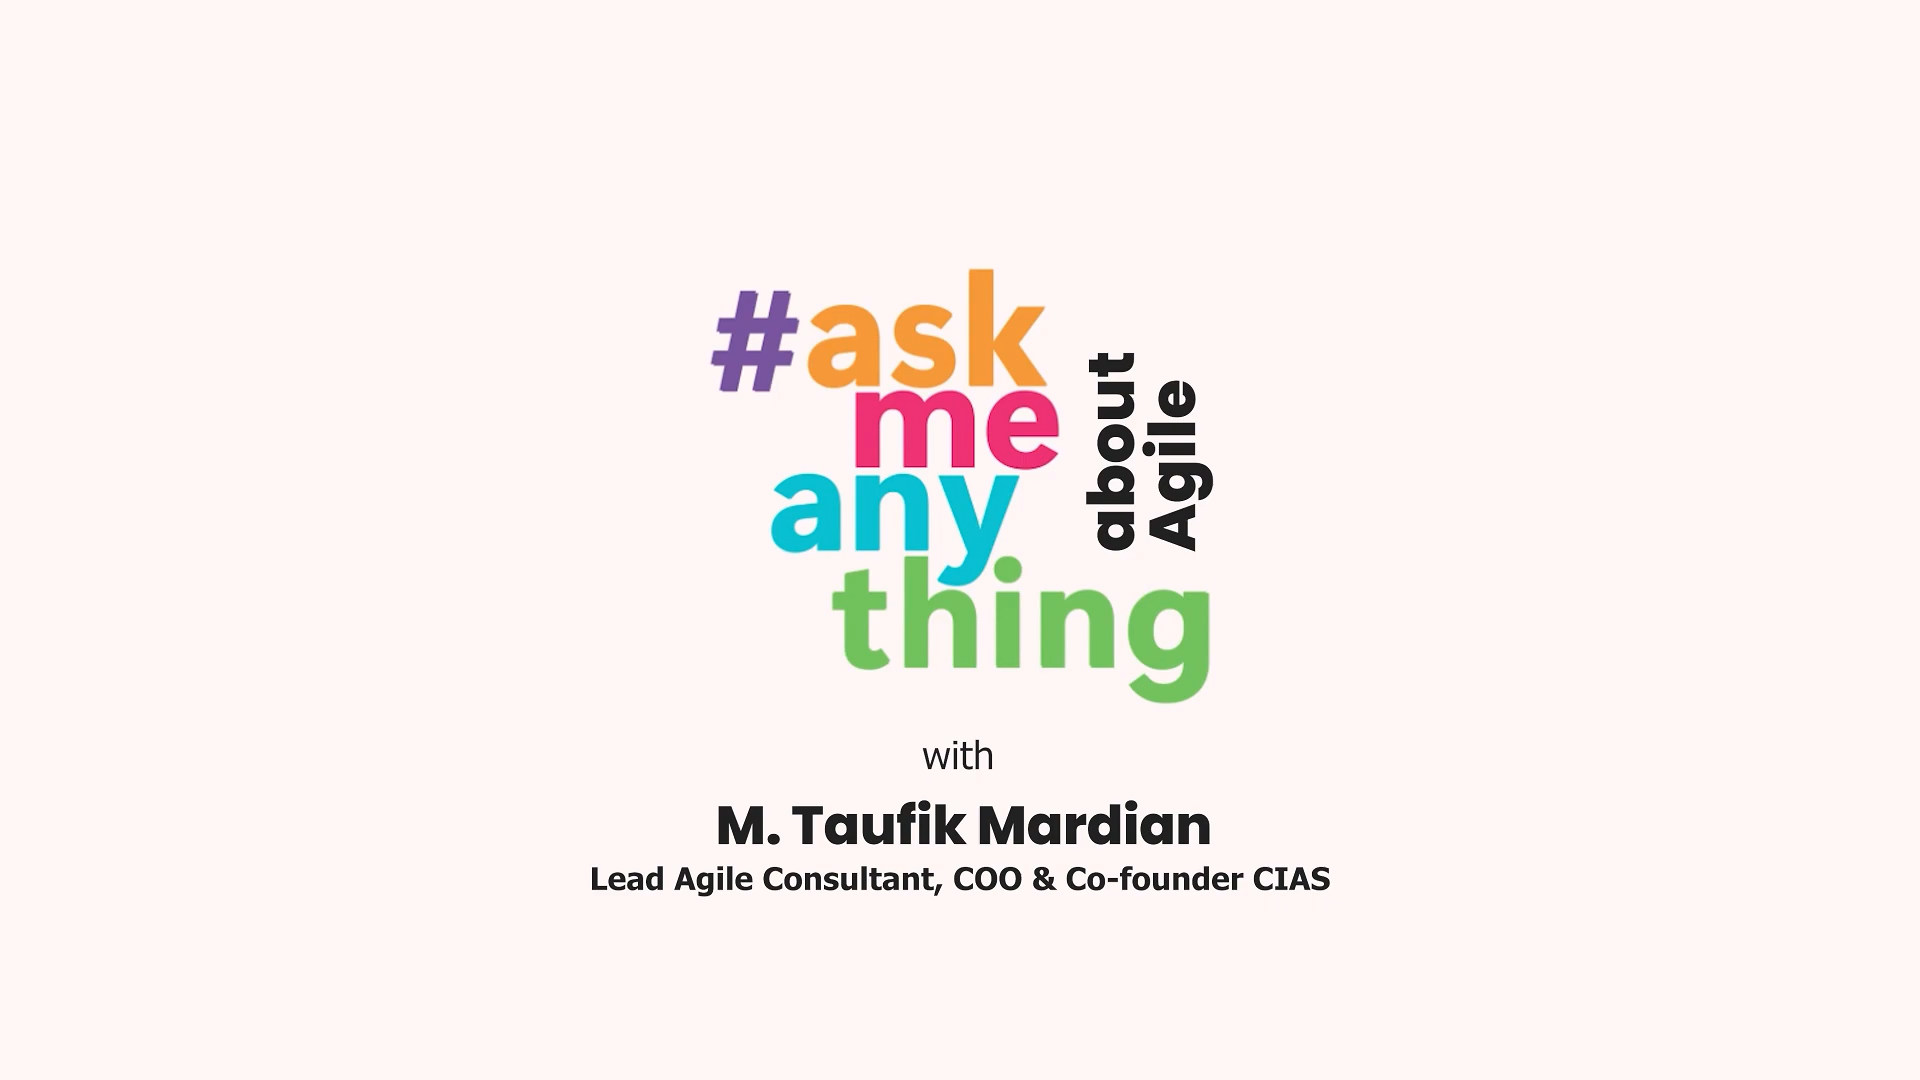 #ask
me
any
thing
about
Agile
with
M. Taufik Mardian
Lead Agile Consultant, COO & Co-founder CIAS